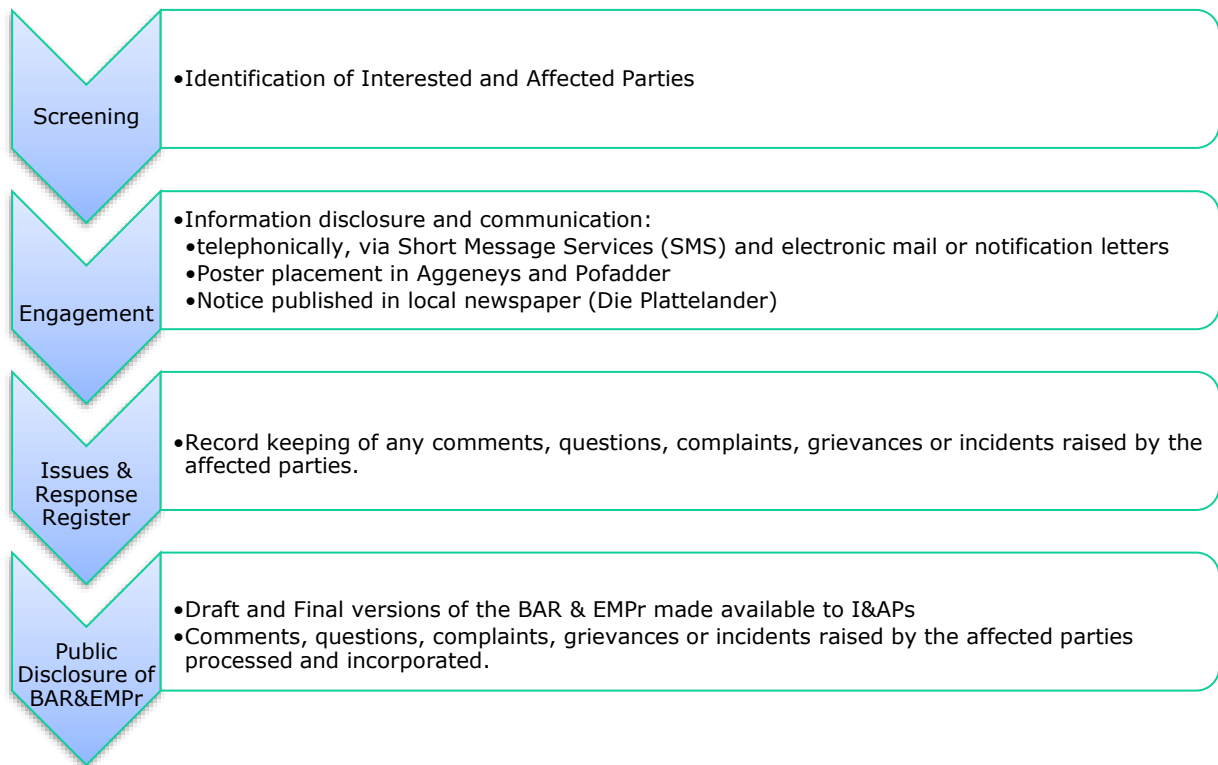 Screening
•Identification of Interested and Affected Parties
Engagement
•Information disclosure and communication:
•telephonically, via Short Message Services (SMS) and electronic mail or notification letters
•Poster placement in Aggeneys and Pofadder
•Notice published in local newspaper (Die Plattelander)
Issues &
Response
Register
•Record keeping of any comments, questions, complaints, grievances or incidents raised by the
affected parties.
Public
Disclosure of
BAR&EMPr
•Draft and Final versions of the BAR & EMPr made available to I&APs
•Comments, questions, complaints, grievances or incidents raised by the affected parties
processed and incorporated.